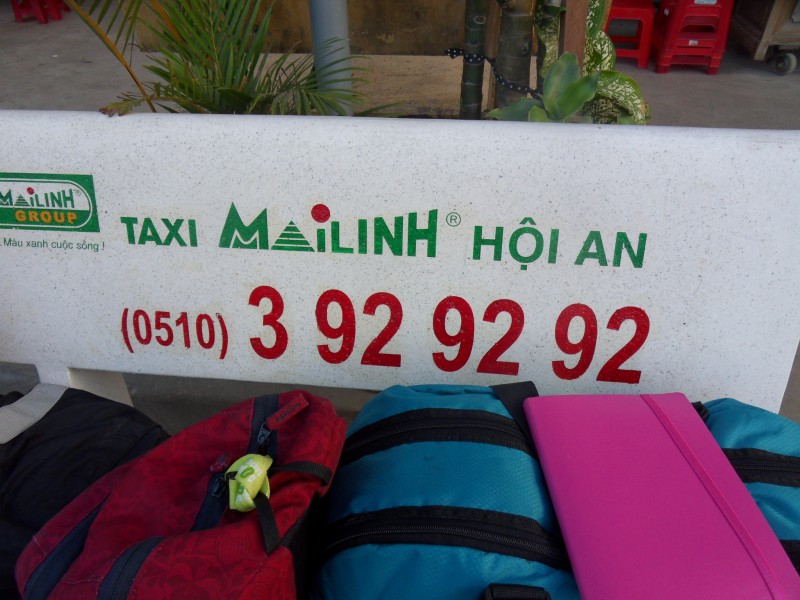 MAiLINH®
GROUP
Màu xanh cuộc sống !
TAXI MAiLINH® HỘI AN
(0510) 3 92 92 92